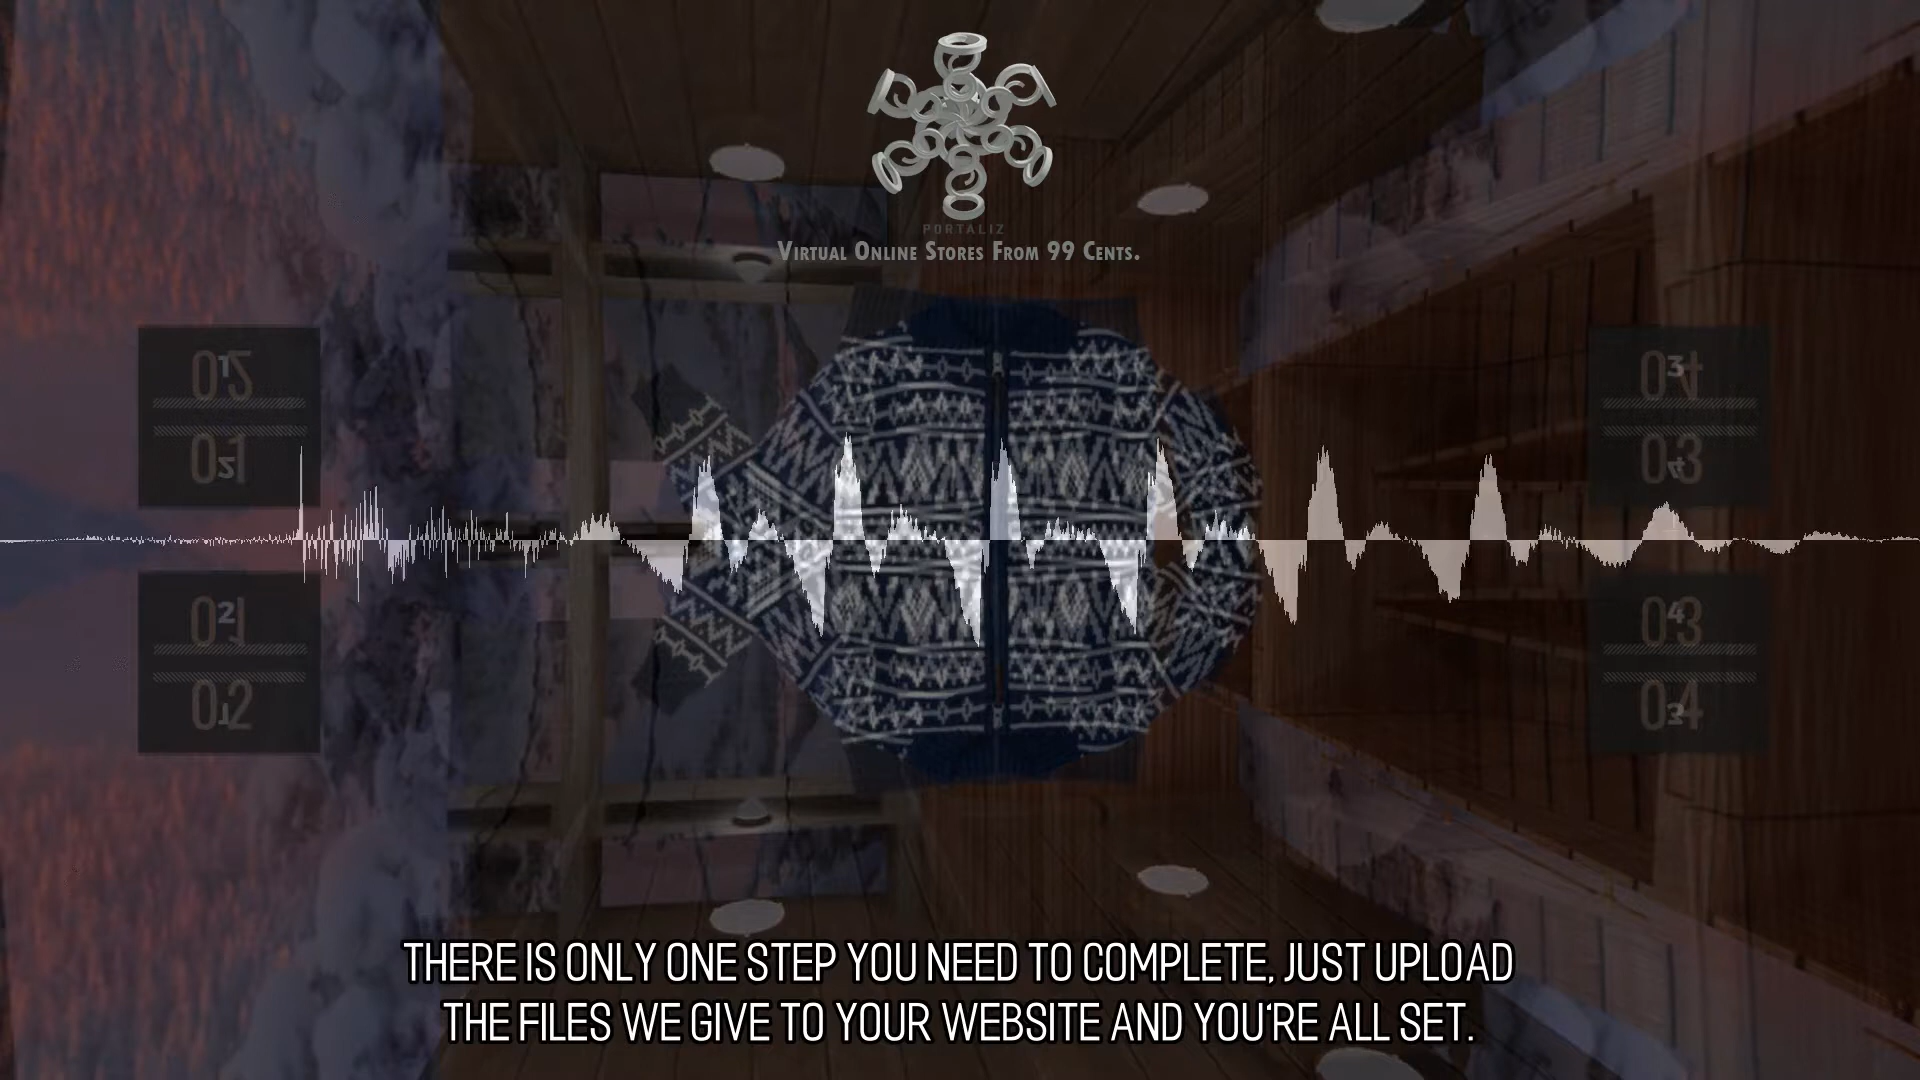 PORTALIZ
VIRTUAL ONLINE STORES FROM 99 CENTS.
THERE IS ONLY ONE STEP YOU NEED TO COMPLETE, JUST UPLOAD
THE FILES WE GIVE TO YOUR WEBSITE AND YOU'RE ALL SET.